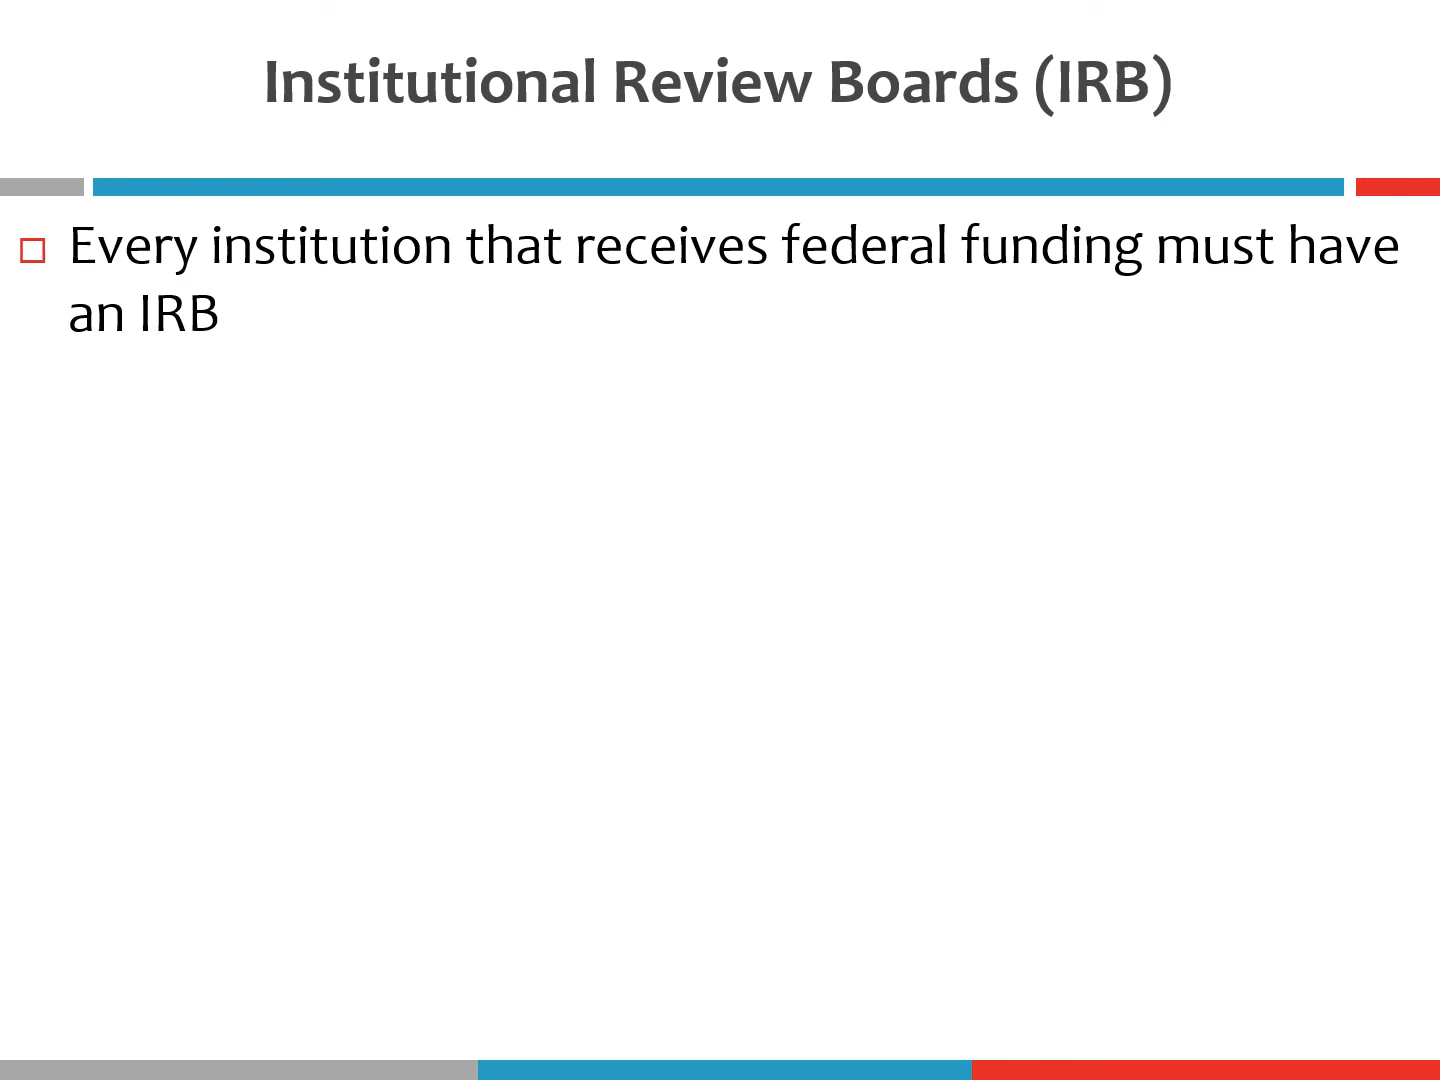 Institutional Review Boards (IRB)
Every institution that receives federal funding must have
an IRB